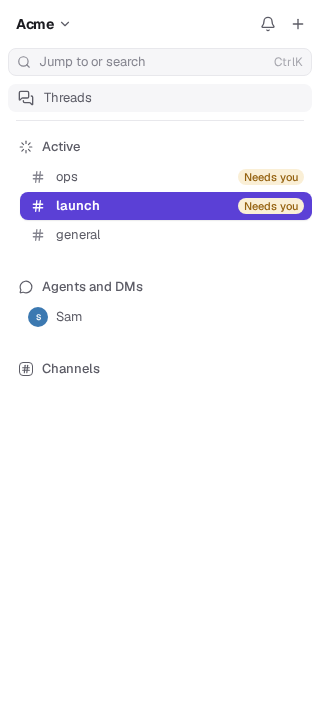 Acme
Jump to or search CtrlK
Threads
Active
# ops Needs you
# launch Needs you
# general
Agents and DMs
S Sam
Channels